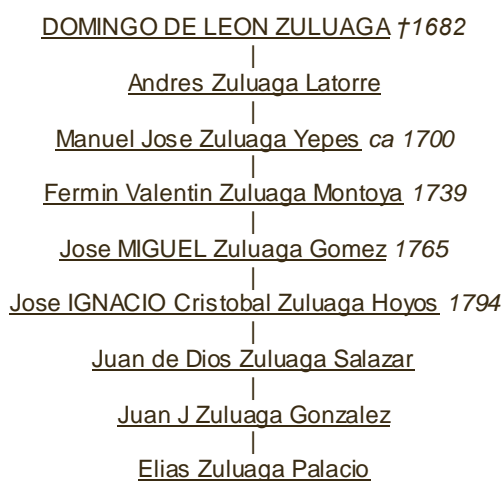 DOMINGO DE LEON ZULUAGA †1682
|
Andres Zuluaga Latorre
|
Manuel Jose Zuluaga Yepes ca 1700
|
Fermin Valentin Zuluaga Montoya 1739
|
Jose MIGUEL Zuluaga Gomez 1765
|
Jose IGNACIO Cristobal Zuluaga Hoyos 1794
|
Juan de Dios Zuluaga Salazar
|
Juan J Zuluaga Gonzalez
|
Elias Zuluaga Palacio